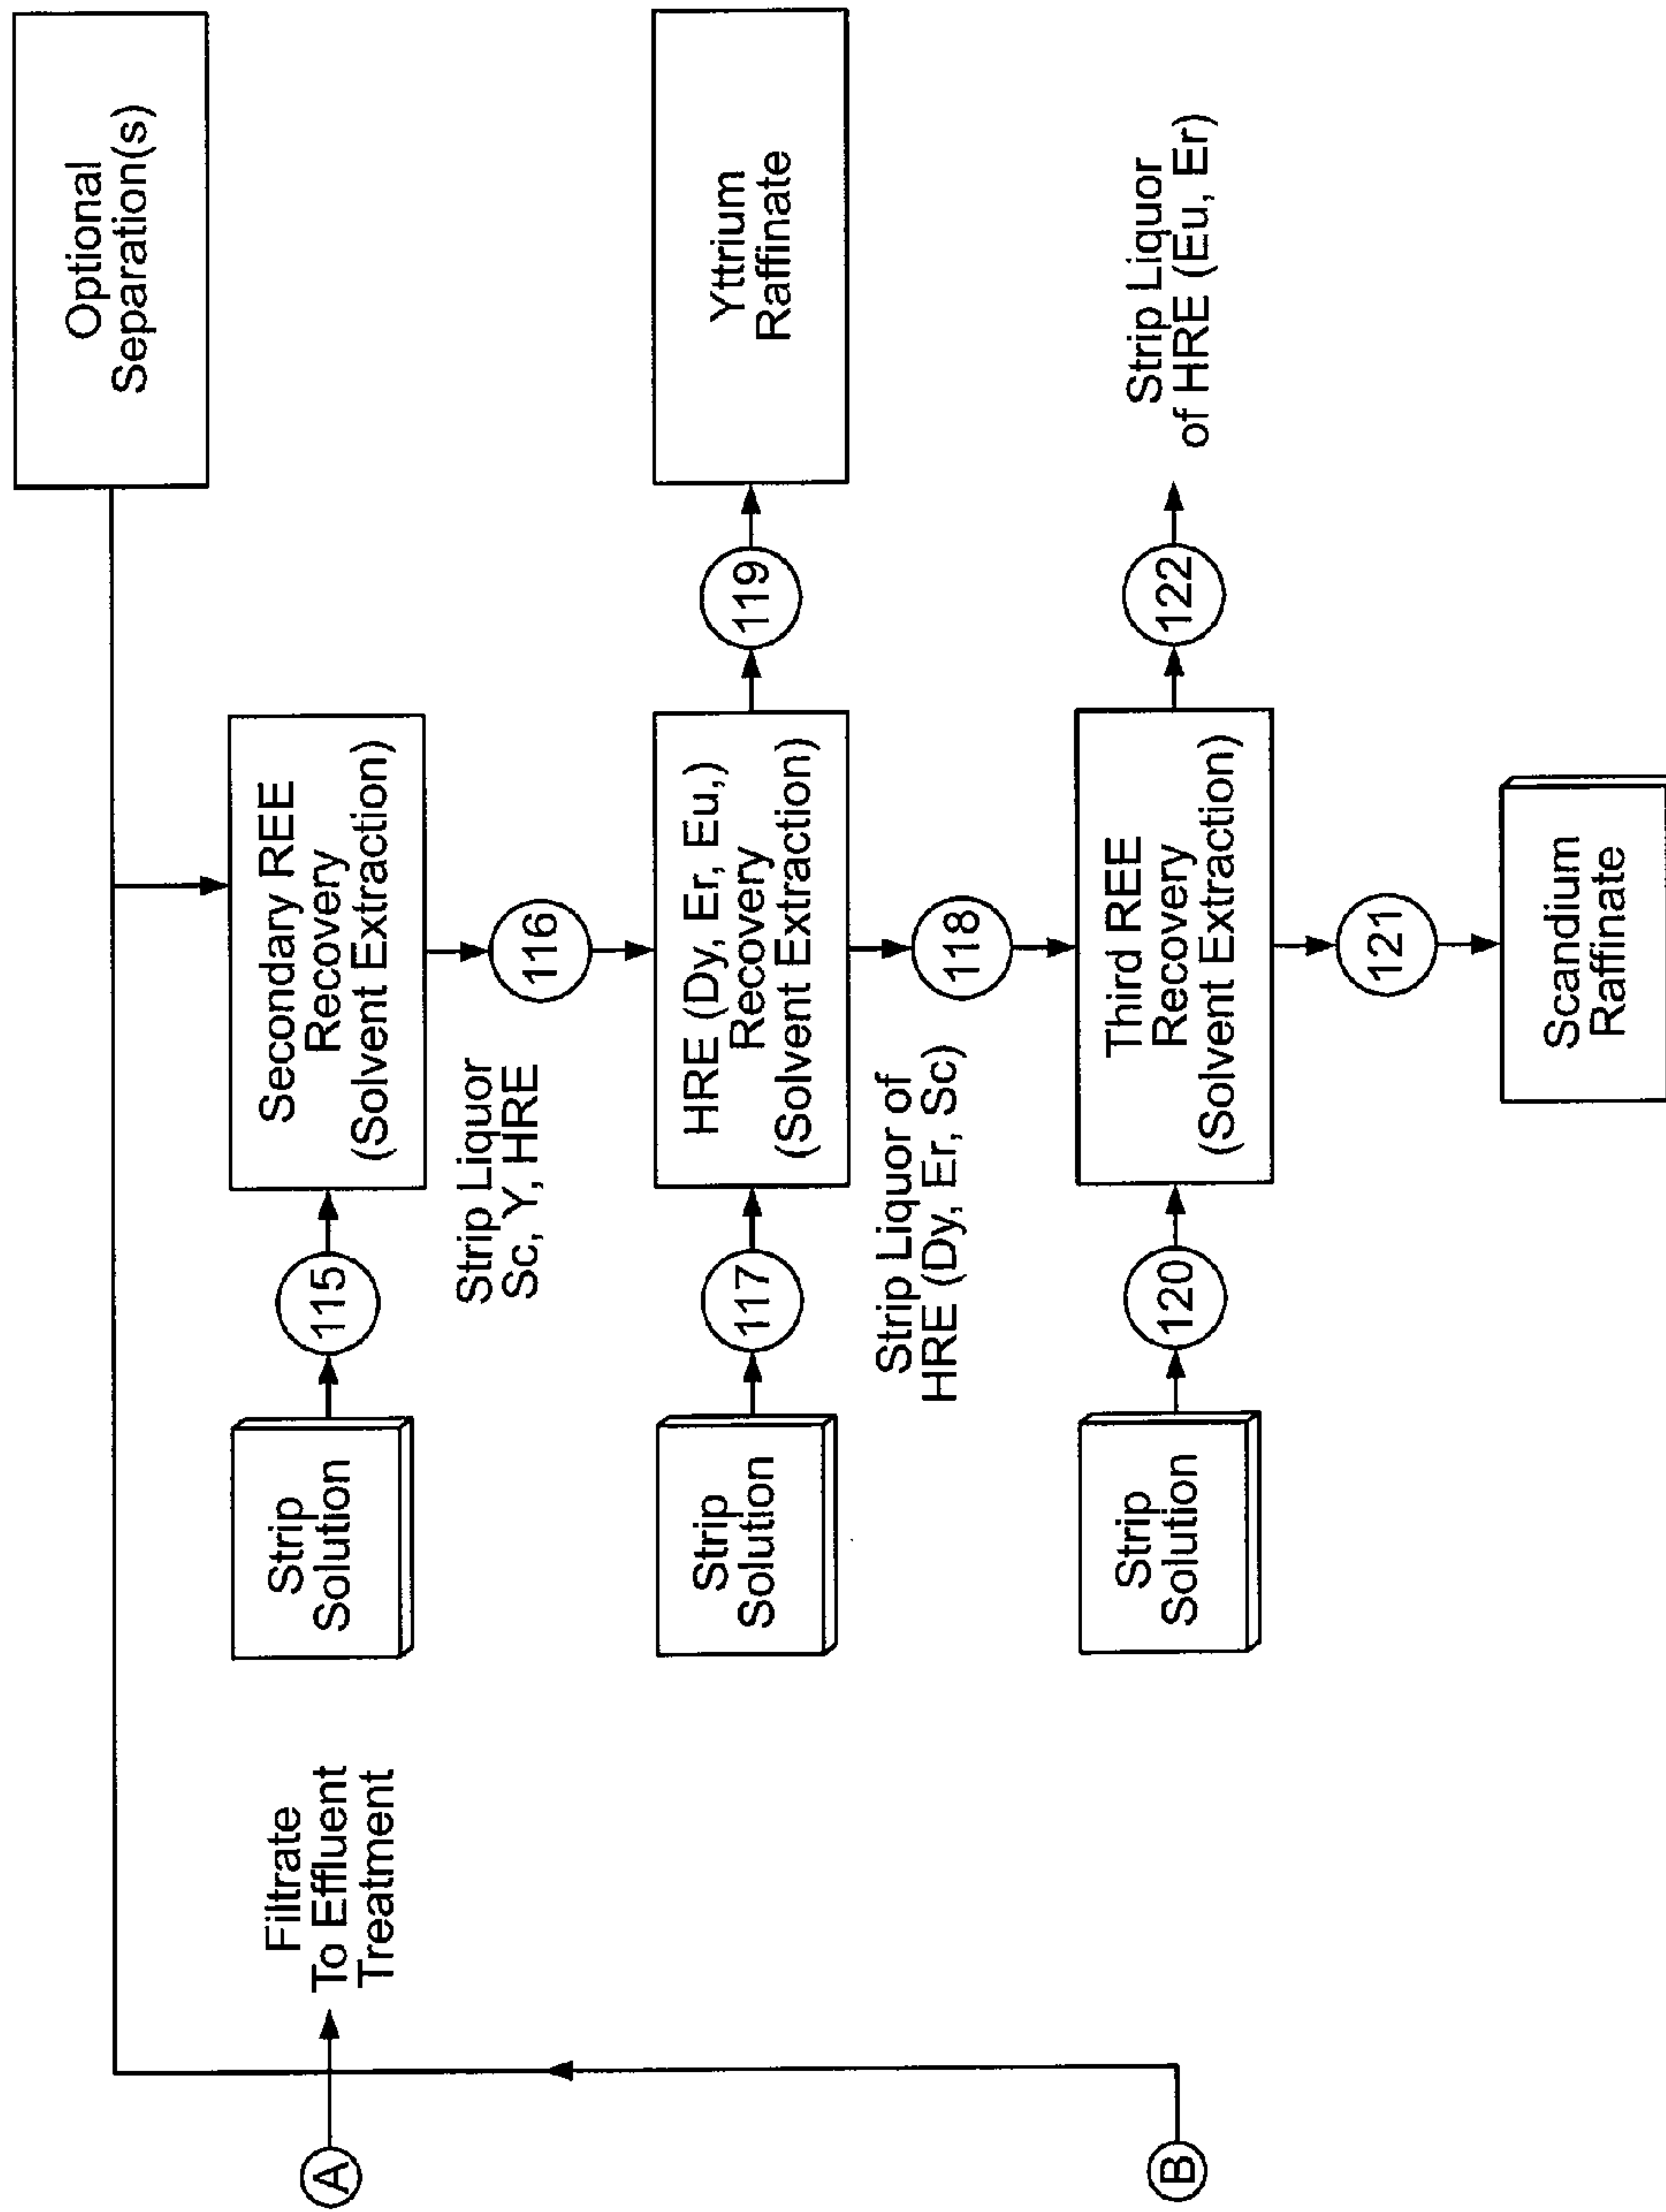 Optional
Separation(s)
A
Filtrate
To Effluent
Treatment
Strip
Solution
115
Secondary REE
Recovery
(Solvent Extraction)
Strip Liquor
Sc, Y, HRE
116
Strip
Solution
117
HRE (Dy, Er, Eu,)
Recovery
(Solvent Extraction)
119
Yttrium
Raffinate
Strip Liquor of
HRE (Dy, Er, Sc)
118
B
Strip
Solution
120
Third REE
Recovery
(Solvent Extraction)
122
Strip Liquor
of HRE (Eu, Er)
121
Scandium
Raffinate